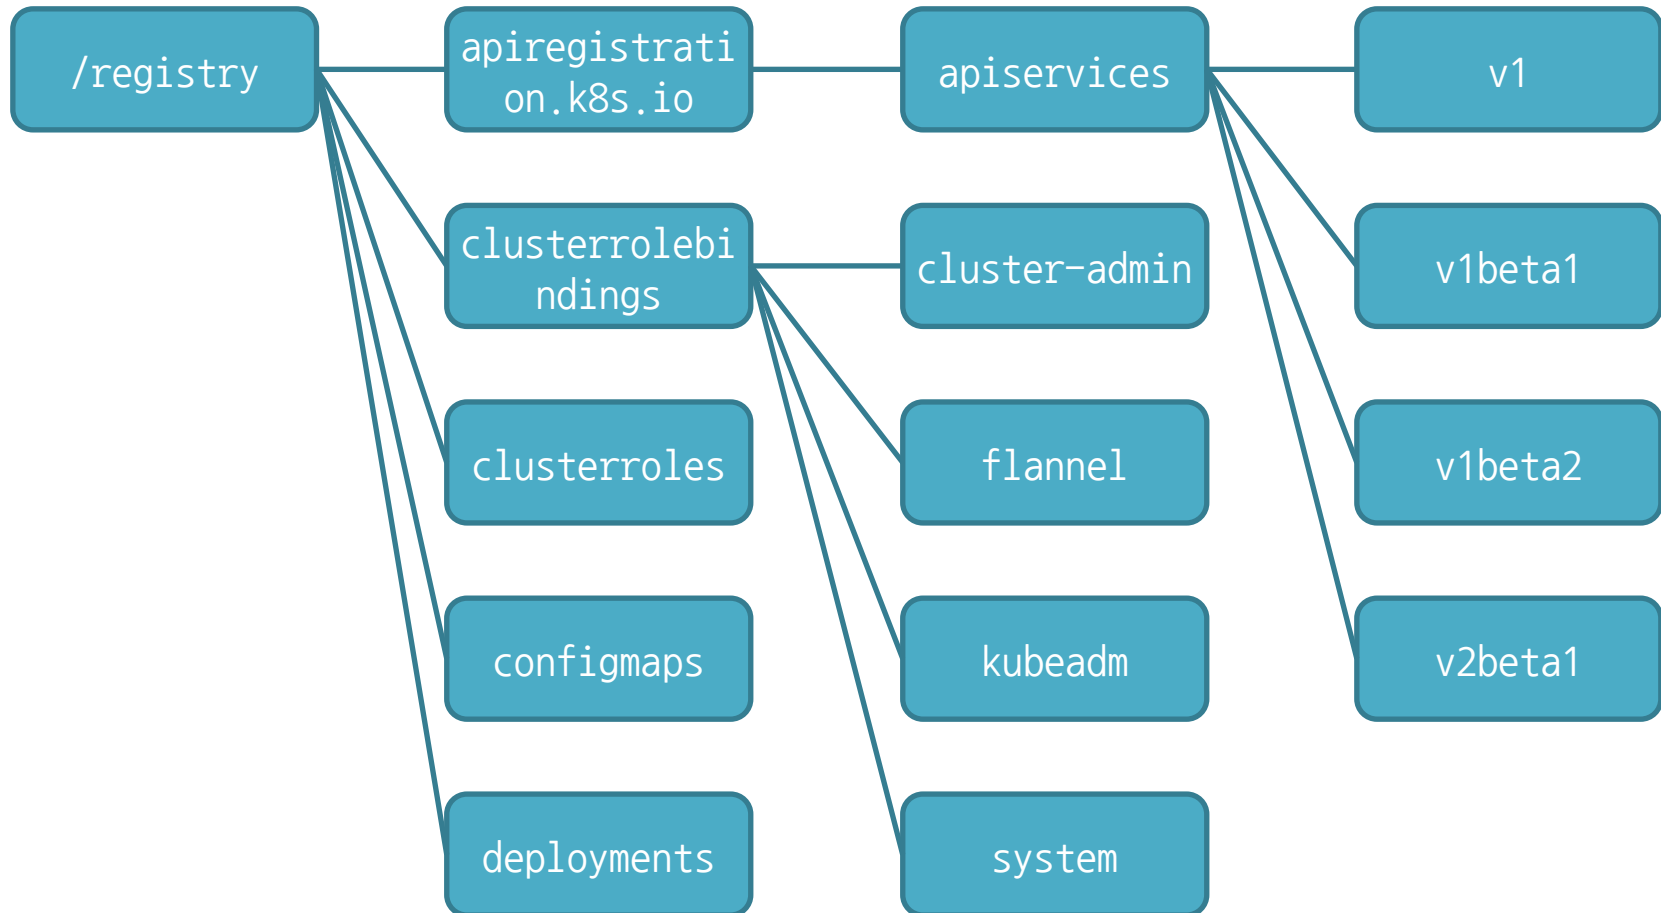 /registry
apiregistrati
on.k8s.io
apiservices
v1
clusterrolebi
ndings
cluster-admin
v1beta1
clusterroles
flannel
v1beta2
configmaps
kubeadm
v2beta1
deployments
system